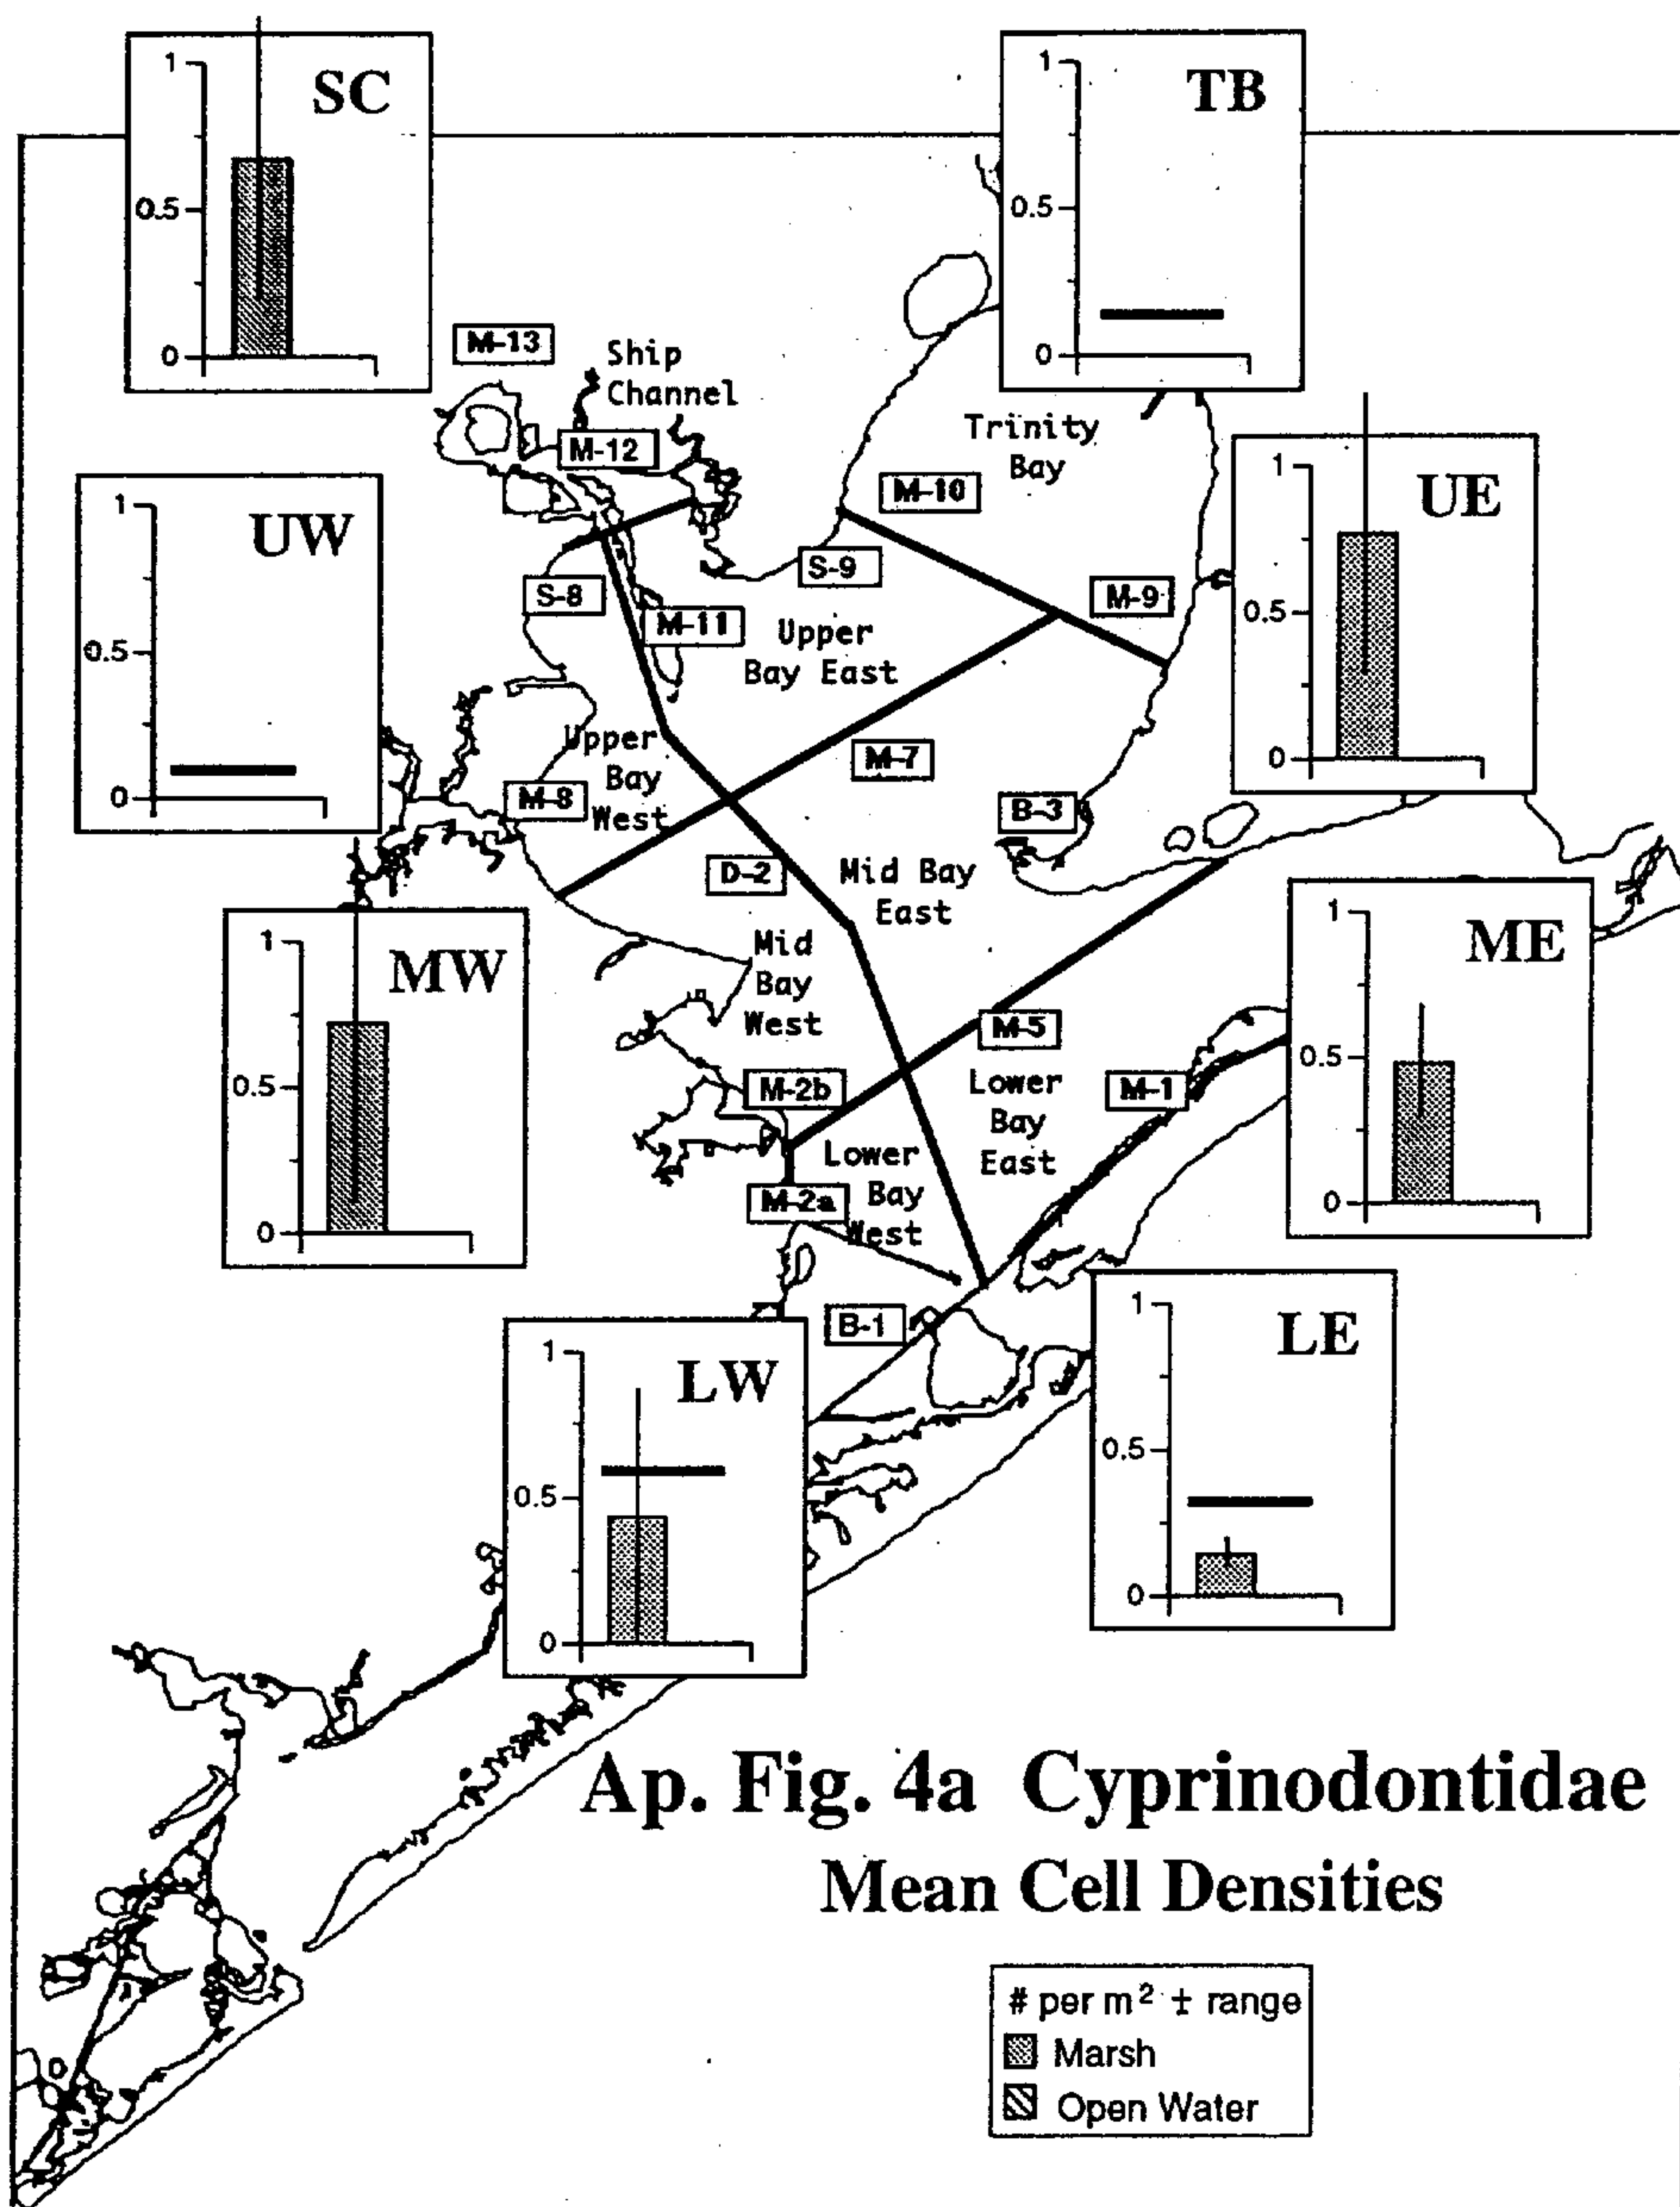 SC
1
0.5
0
TB
1
0.5
0
M-13
Ship
Channel
M-12
Trinity
Bay
M-10
UE
1
0.5
0
UW
1
0.5
0
S-9
S-8
M-9
M-11
Upper
Bay East
Upper
Bay
West
M-7
M-8
B-3
D-2
Mid Bay
East
ME
1
0.5
0
MW
1
0.5
0
Mid
Bay
West
M-5
M-2b
Lower
Bay
East
M-1
Lower
Bay
West
M-2a
B-1
LE
1
0.5
0
LW
1
0.5
0
Ap. Fig. 4a Cyprinodontidae
Mean Cell Densities
# per m² ± range
Marsh
Open Water